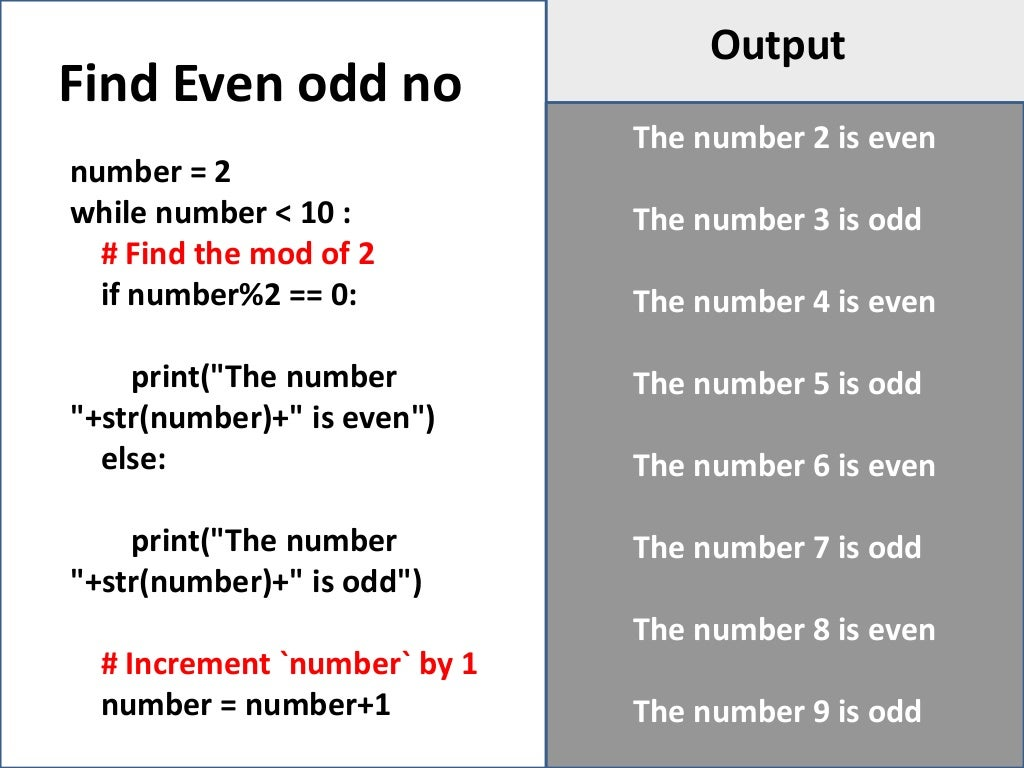 Find Even odd no
number = 2
while number < 10 :
# Find the mod of 2
if number%2 == 0:
print("The number
"+str(number)+" is even")
else:
print("The number
"+str(number)+" is odd")
# Increment `number` by 1
number = number+1
Output
The number 2 is even
The number 3 is odd
The number 4 is even
The number 5 is odd
The number 6 is even
The number 7 is odd
The number 8 is even
The number 9 is odd